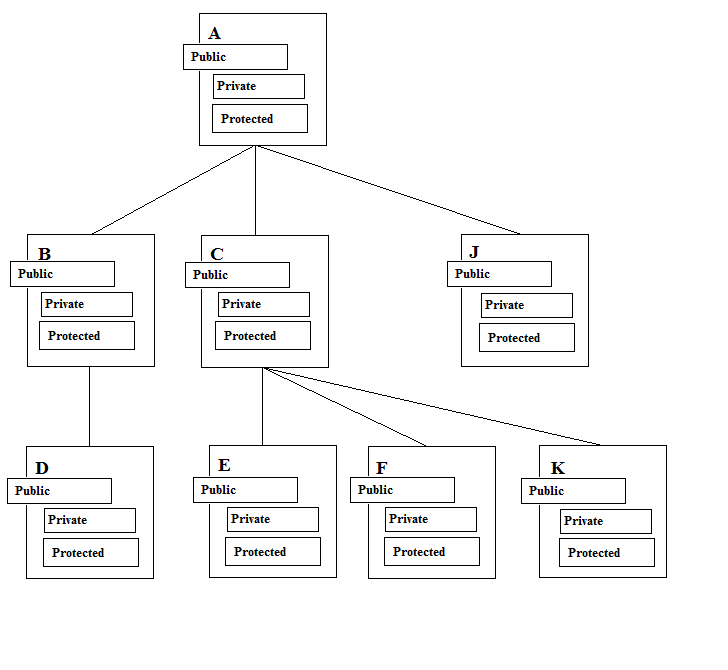 A
Public
Private
Protected
B
Public
Private
Protected
C
Public
Private
Protected
J
Public
Private
Protected
D
Public
Private
Protected
E
Public
Private
Protected
F
Public
Private
Protected
K
Public
Private
Protected